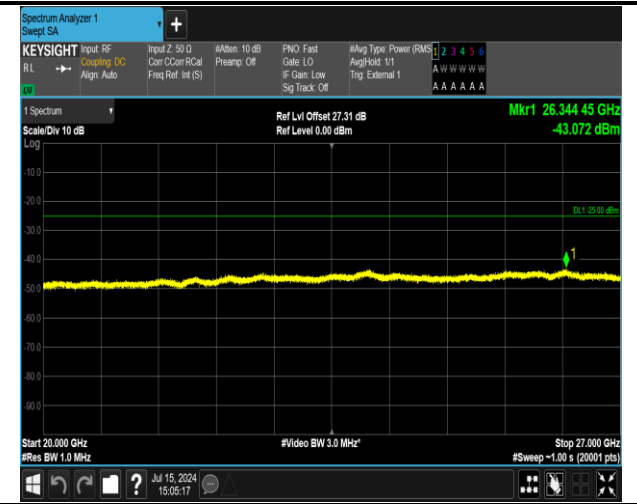 Spectrum Analyzer 1
Swept SA
+
KEYSIGHT Input: RF Input Z: 50 Ω #Atten: 10 dB PNO: Fast #Avg Type: Power (RMS 1 2 3 4 5 6
RL Coupling: DC Corr CCorr RCal Preamp: Off Gate: LO Avg|Hold: 1/1 A W W W W W
Align: Auto Freq Ref: Int (S) IF Gain: Low Trig: External 1
Sig Track: Off A A A A A A
1 Spectrum Ref Lvl Offset 27.31 dB Mkr1 26.344 45 GHz
Scale/Div 10 dB Ref Level 0.00 dBm -43.072 dBm
Log
-10.0
-20.0
DL1 -25.00 dBm
-30.0
-40.0
1
-50.0
-60.0
-70.0
-80.0
-90.0
Start 20.000 GHz #Video BW 3.0 MHz* Stop 27.000 GHz
#Res BW 1.0 MHz #Sweep ~1.00 s (20001 pts)
? Jul 15, 2024
15:05:17